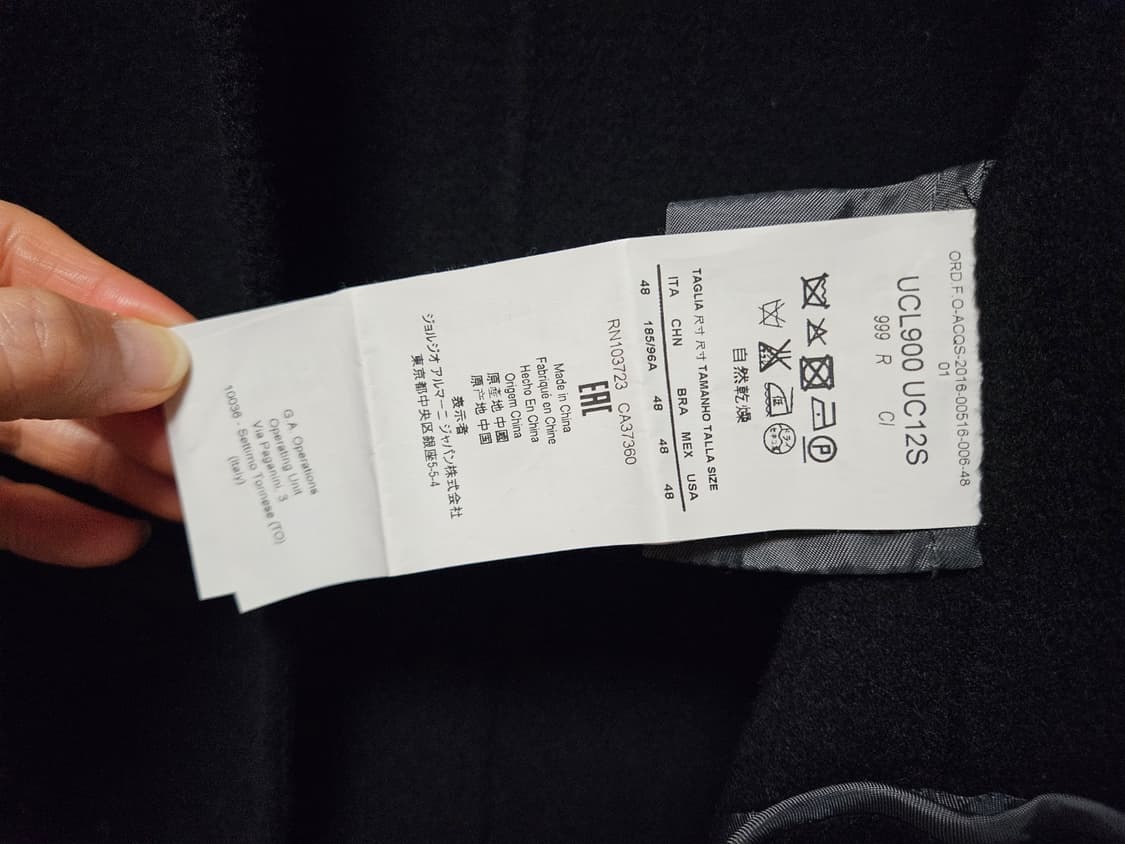 ORD.F.O-ACQS-2016-00516-006-48
01
UCL900 UC12S
999 R C/
P
自然乾燥
TAGLIA 尺寸 尺寸 TAMANHO TALLA SIZE
ITA CHN BRA MEX USA
48 185/96A 48 48 48
RN103723 CA37360
EAC
Made in China
Fabriqué en Chine
Hecho En China
Origem China
原産地 中國
原产地 中国
表示者
ジョルジオ アルマーニ ジャパン株式会社
東京都中央区銀座5-5-4
G.A. Operations
Operating Unit
Via Paganini, 3
10036 - Settimo Torinese (TO)
(Italy)